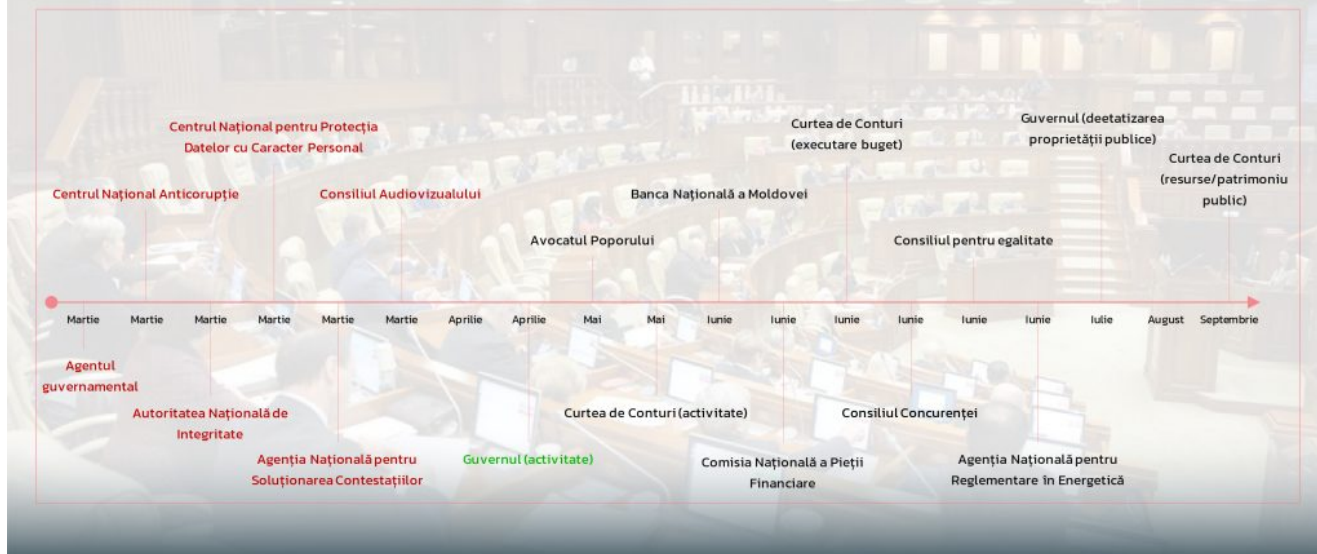 Centrul Național pentru Protecția
Datelor cu Caracter Personal
Curtea de Conturi
(executare buget)
Guvernul (deetatizarea
proprietății publice)
Curtea de Conturi
(resurse/patrimoniu
public)
Centrul Național Anticorupție
Consiliul Audiovizualului
Banca Națională a Moldovei
Avocatul Poporului
Consiliul pentru egalitate
Martie Martie Martie Martie Martie Martie Aprilie Aprilie Mai Mai Iunie Iunie Iunie Iunie Iunie Iunie Iulie August Septembrie
Agentul
guvernamental
Autoritatea Națională de
Integritate
Curtea de Conturi (activitate)
Consiliul Concurenței
Agenția Națională pentru
Soluționarea Contestațiilor
Guvernul (activitate)
Comisia Națională a Pieții
Financiare
Agenția Națională pentru
Reglementare în Energetică